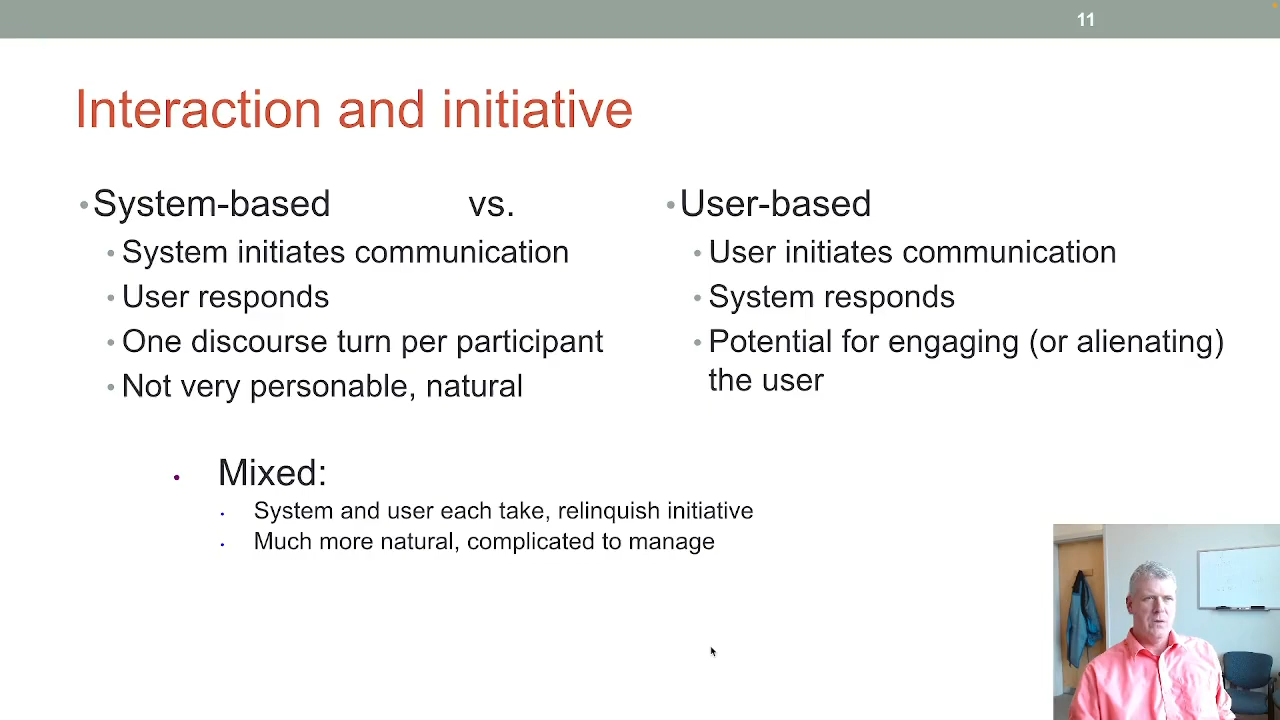 11
Interaction and initiative
•System-based vs.
• System initiates communication
• User responds
• One discourse turn per participant
• Not very personable, natural
•User-based
• User initiates communication
• System responds
• Potential for engaging (or alienating)
the user
• Mixed:
• System and user each take, relinquish initiative
• Much more natural, complicated to manage